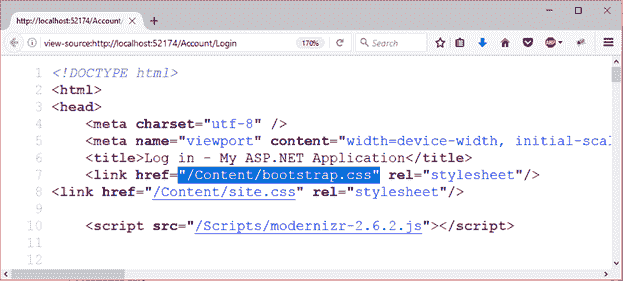 http://localhost:52174/Account/
view-source:http://localhost:52174/Account/Login
170%
Search
ABP
1 <!DOCTYPE html>
2 <html>
3 <head>
4 <meta charset="utf-8" />
5 <meta name="viewport" content="width=device-width, initial-scal
6 <title>Log in - My ASP.NET Application</title>
7 <link href="/Content/bootstrap.css" rel="stylesheet"/>
8 <link href="/Content/site.css" rel="stylesheet"/>
9
10 <script src="/Scripts/modernizr-2.6.2.js"></script>
11
12